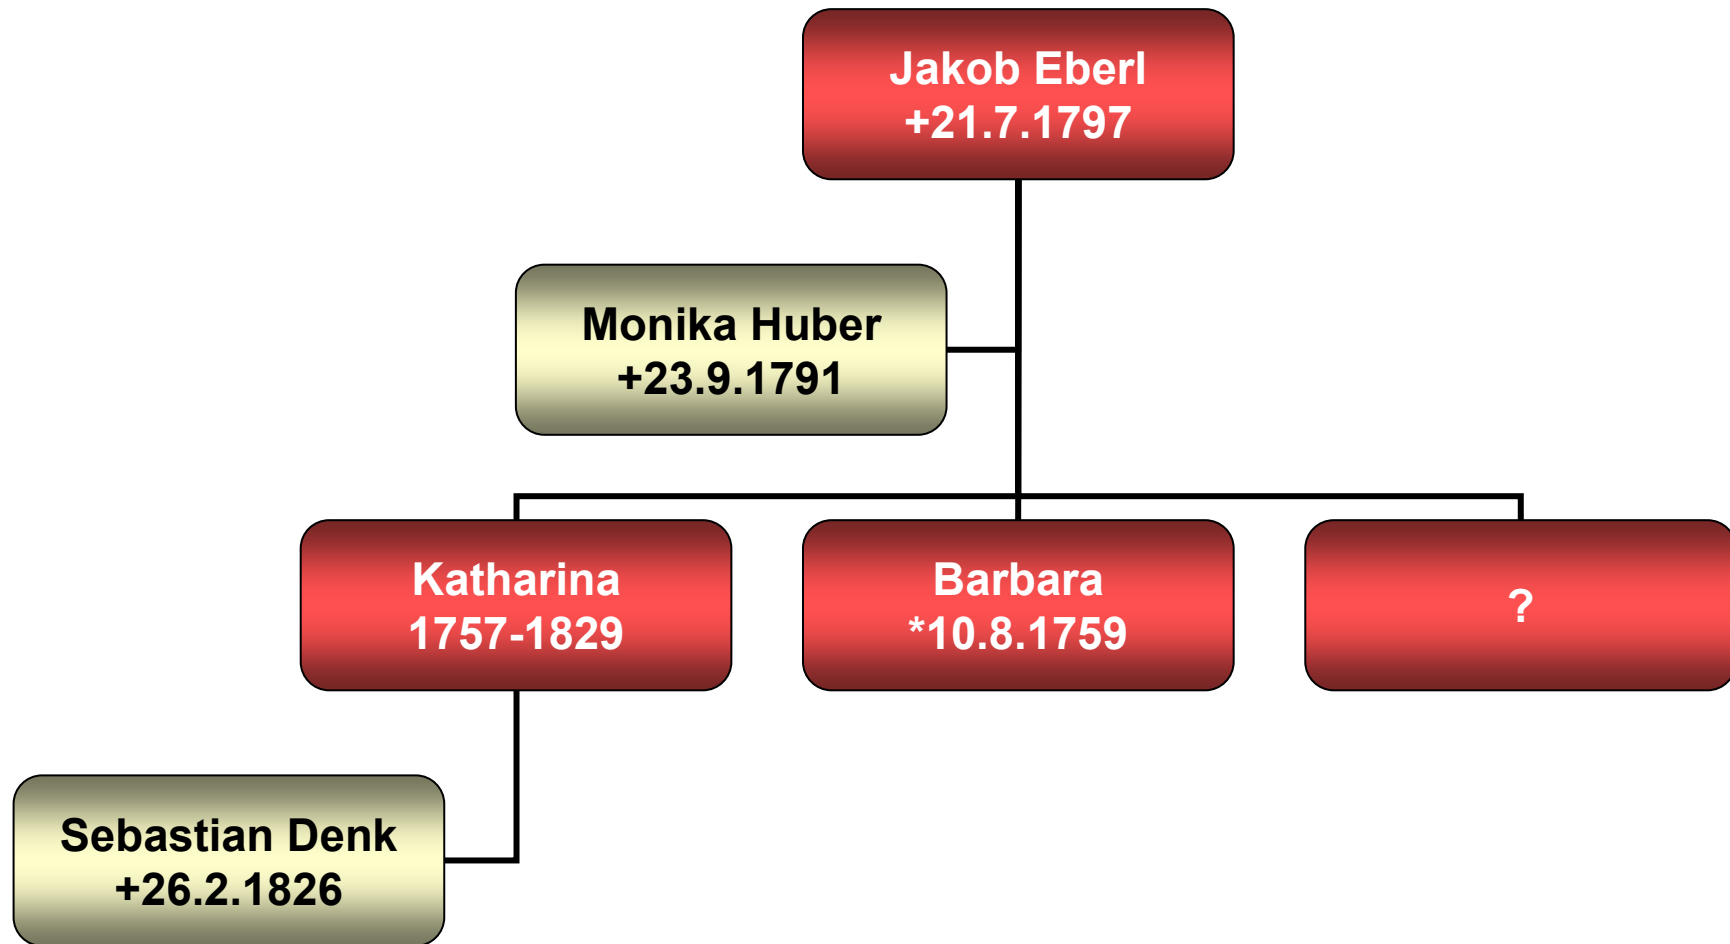 Jakob Eberl
+21.7.1797
Monika Huber
+23.9.1791
Katharina
1757-1829
Barbara
*10.8.1759
?
Sebastian Denk
+26.2.1826